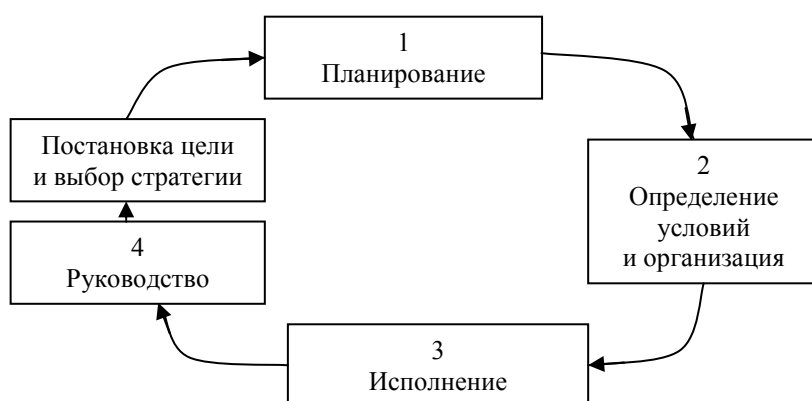 1
Планирование
Постановка цели
и выбор стратегии
2
Определение
условий
и организация
4
Руководство
3
Исполнение